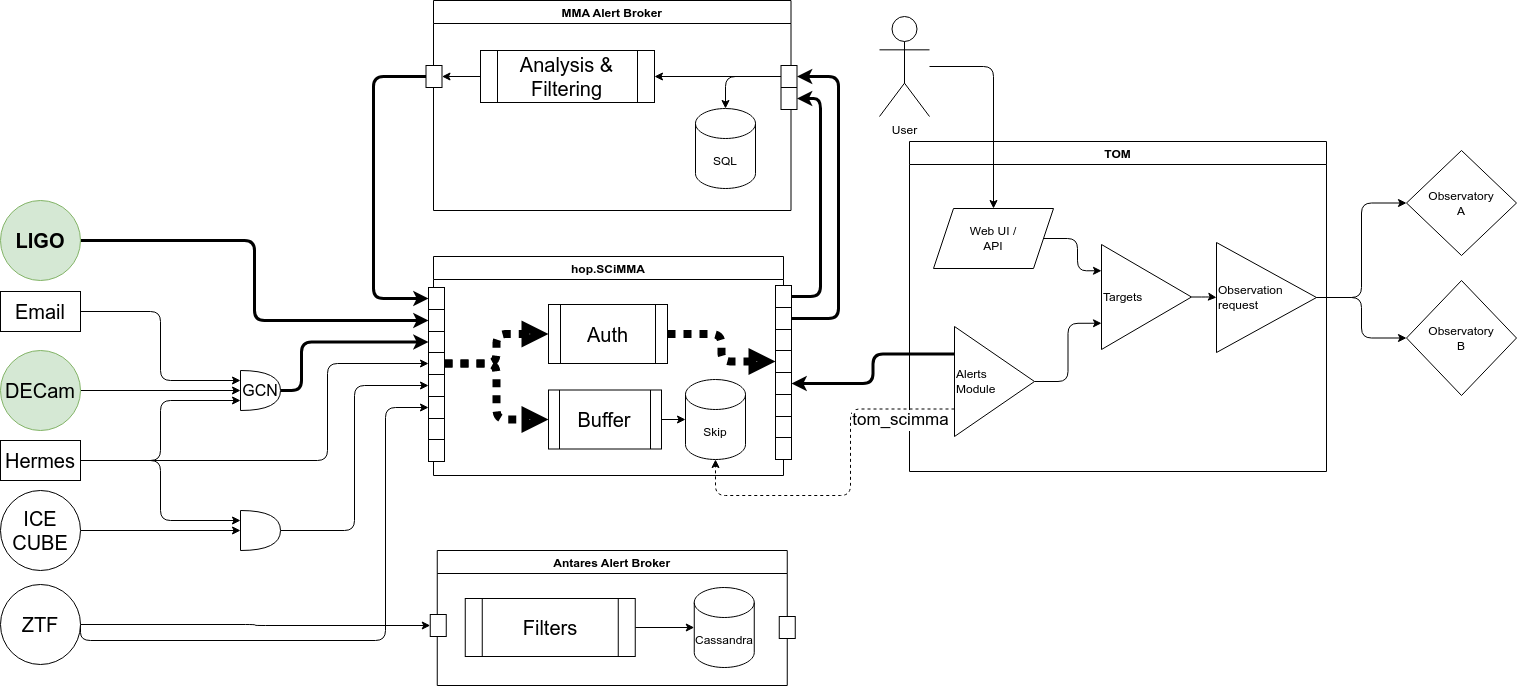 MMA Alert Broker
Analysis &
Filtering
SQL
User
TOM
Web UI /
API
Targets
Observation
request
Observatory
A
Observatory
B
Alerts
Module
tom_scimma
LIGO
Email
DECam
GCN
Hermes
ICE
CUBE
ZTF
hop.SCiMMA
Auth
Buffer
Skip
Antares Alert Broker
Filters
Cassandra